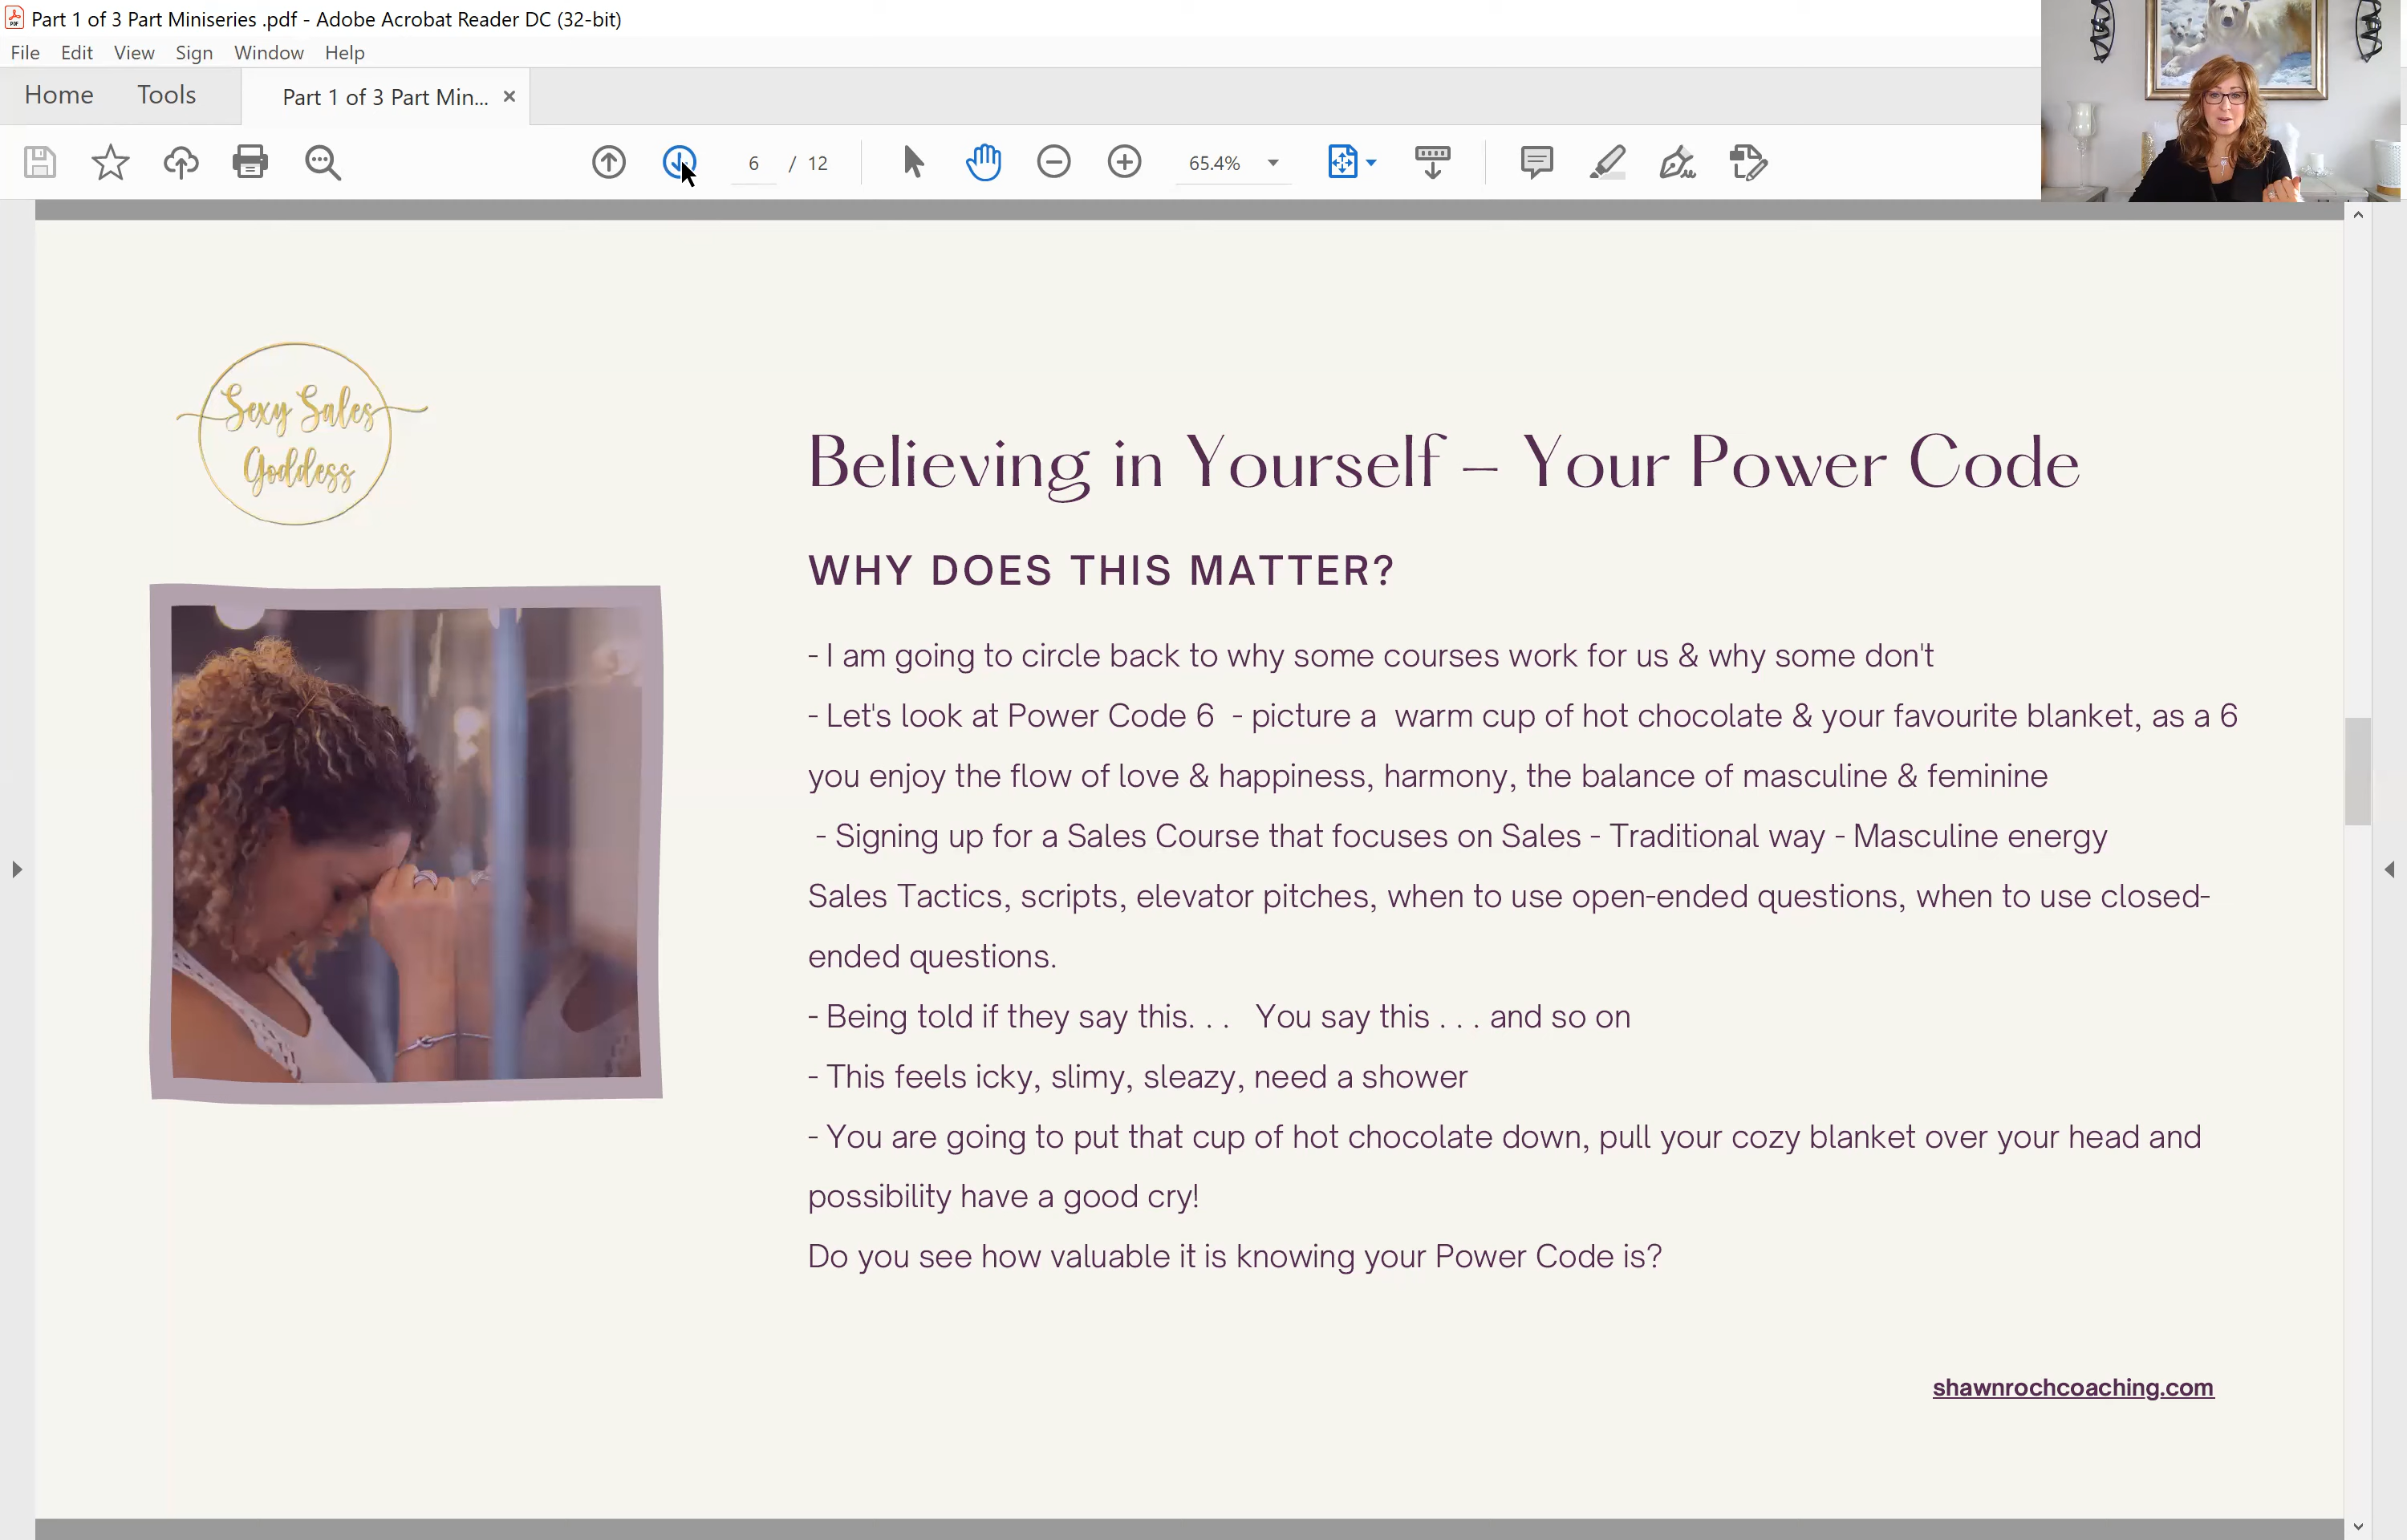 Part 1 of 3 Part Miniseries .pdf - Adobe Acrobat Reader DC (32-bit)
File Edit View Sign Window Help
Home Tools Part 1 of 3 Part Min... ×
6 / 12 65.4%
Sexy Sales
Goddess
Believing in Yourself – Your Power Code
WHY DOES THIS MATTER?
- I am going to circle back to why some courses work for us & why some don't
- Let's look at Power Code 6 - picture a warm cup of hot chocolate & your favourite blanket, as a 6
you enjoy the flow of love & happiness, harmony, the balance of masculine & feminine
- Signing up for a Sales Course that focuses on Sales - Traditional way - Masculine energy
Sales Tactics, scripts, elevator pitches, when to use open-ended questions, when to use closed-
ended questions.
- Being told if they say this. . . You say this . . . and so on
- This feels icky, slimy, sleazy, need a shower
- You are going to put that cup of hot chocolate down, pull your cozy blanket over your head and
possibility have a good cry!
Do you see how valuable it is knowing your Power Code is?
shawnrochcoaching.com